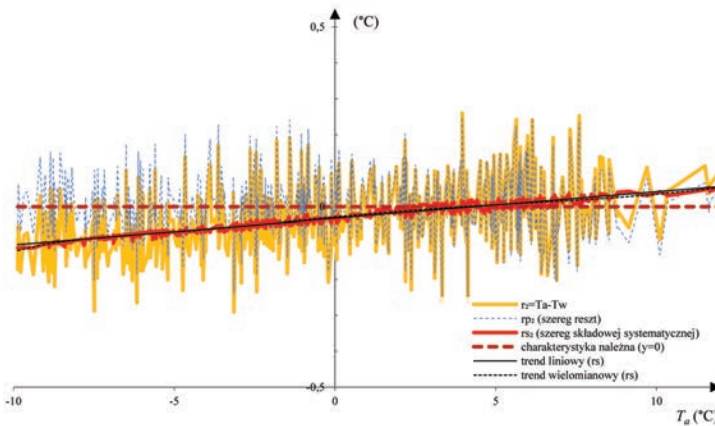 0,5
(°C)
0
r₂=Ta-Tw
rp₂ (szereg reszt)
rs₂ (szereg składowej systematycznej)
charakterystyka należna (y=0)
trend liniowy (rs)
trend wielomianowy (rs)
-0,5
-10
-5
0
5
10
Tₐ (°C)